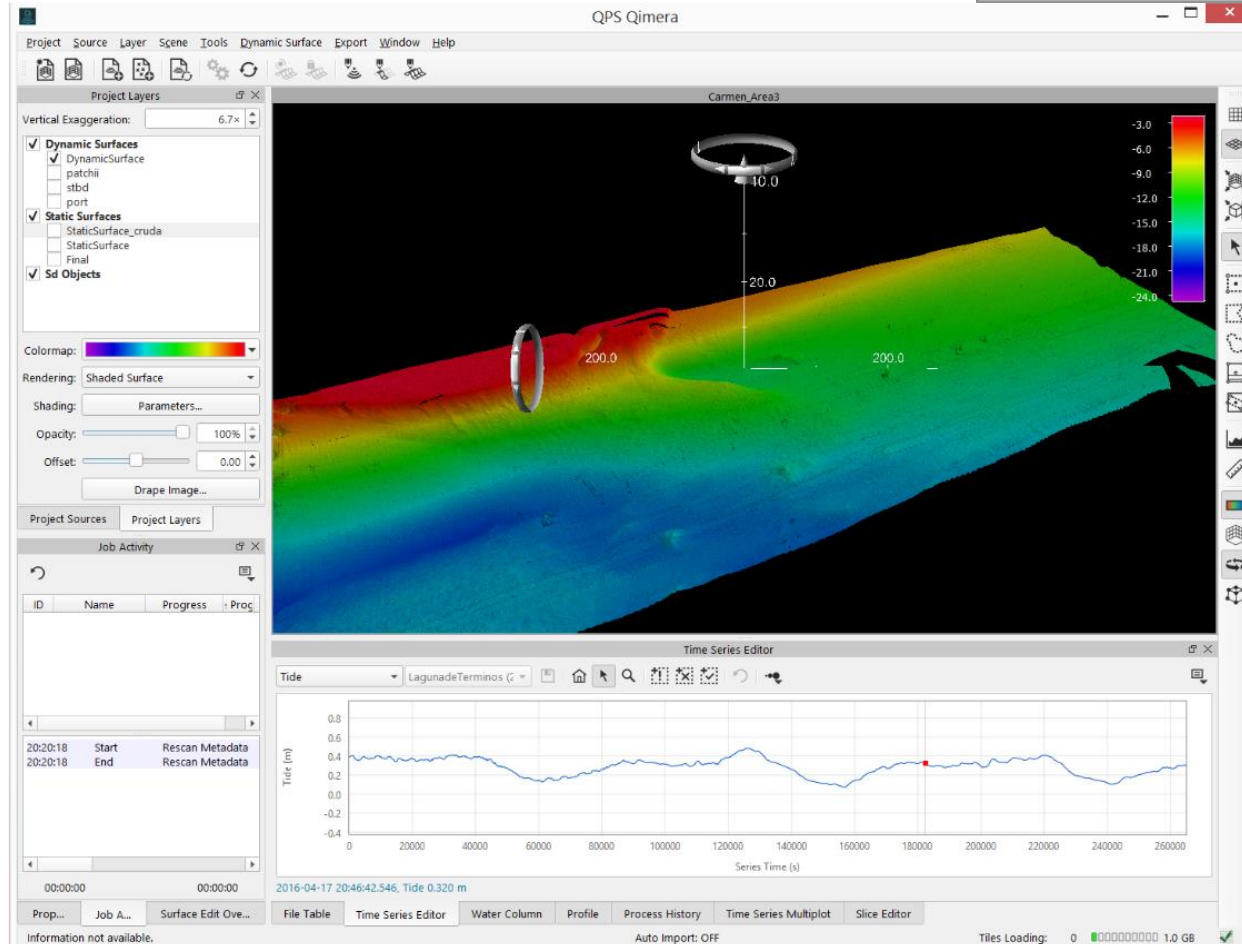 QPS Qimera
Project Source Layer Scene Tools Dynamic Surface Export Window Help
Project Layers
Vertical Exaggeration: 6.7×
Dynamic Surfaces
DynamicSurface
patchii
stbd
port
Static Surfaces
StaticSurface_cruda
StaticSurface
Final
Sd Objects
Colormap:
Rendering: Shaded Surface
Shading: Parameters...
Opacity: 100%
Offset: 0.00
Drape Image...
Project Sources Project Layers
Job Activity
ID Name Progress Prog
20:20:18 Start Rescan Metadata
20:20:18 End Rescan Metadata
00:00:00 00:00:00
Prop... Job A... Surface Edit Ove...
Information not available.
Carmen_Area3
-3.0
-6.0
-9.0
-12.0
-15.0
-18.0
-21.0
-24.0
40.0
20.0
200.0 200.0
Time Series Editor
Tide LagunadeTerminos (2
0.8
0.6
0.4
0.2
0.0
-0.2
-0.4
Tide (m)
0 20000 40000 60000 80000 100000 120000 140000 160000 180000 200000 220000 240000 260000
Series Time (s)
2016-04-17 20:46:42.546, Tide 0.320 m
File Table Time Series Editor Water Column Profile Process History Time Series Multiplot Slice Editor
Auto Import: OFF
Tiles Loading: 0 1.0 GB